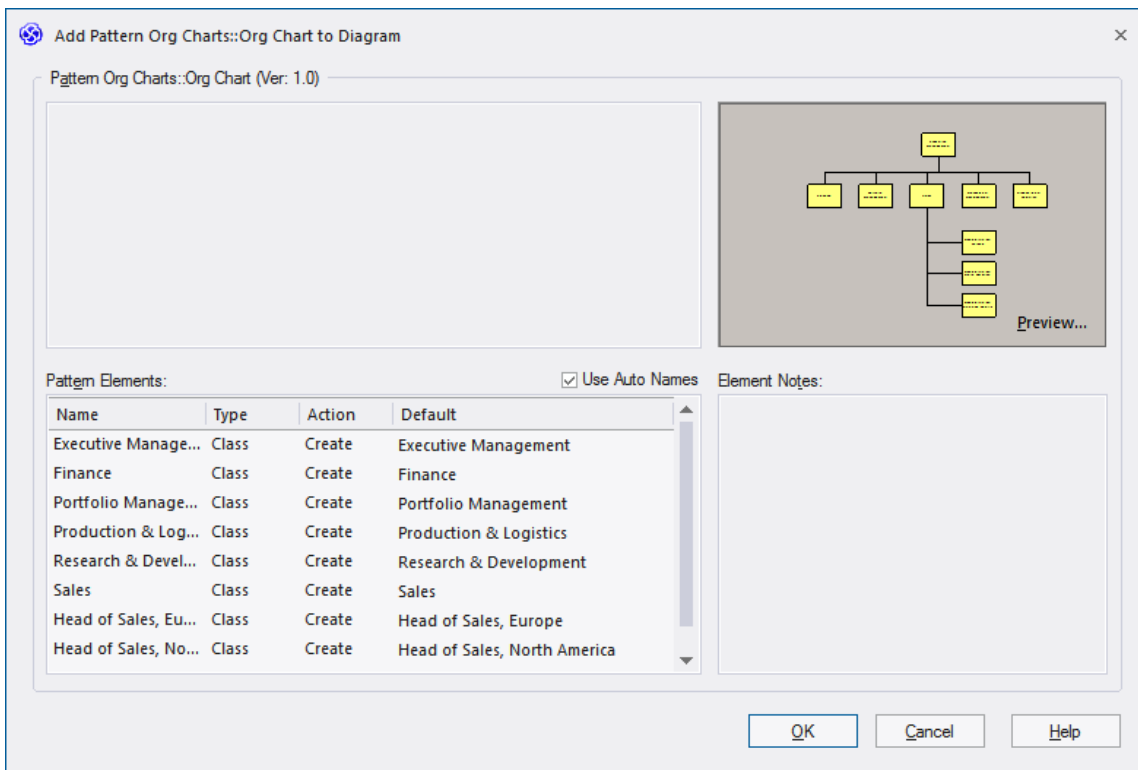 Add Pattern Org Charts::Org Chart to Diagram
Pattern Org Charts::Org Chart (Ver: 1.0)
Preview...
Pattern Elements:
Use Auto Names
Element Notes:
Name Type Action Default
Executive Manage... Class Create Executive Management
Finance Class Create Finance
Portfolio Manage... Class Create Portfolio Management
Production & Log... Class Create Production & Logistics
Research & Devel... Class Create Research & Development
Sales Class Create Sales
Head of Sales, Eu... Class Create Head of Sales, Europe
Head of Sales, No... Class Create Head of Sales, North America
OK
Cancel
Help